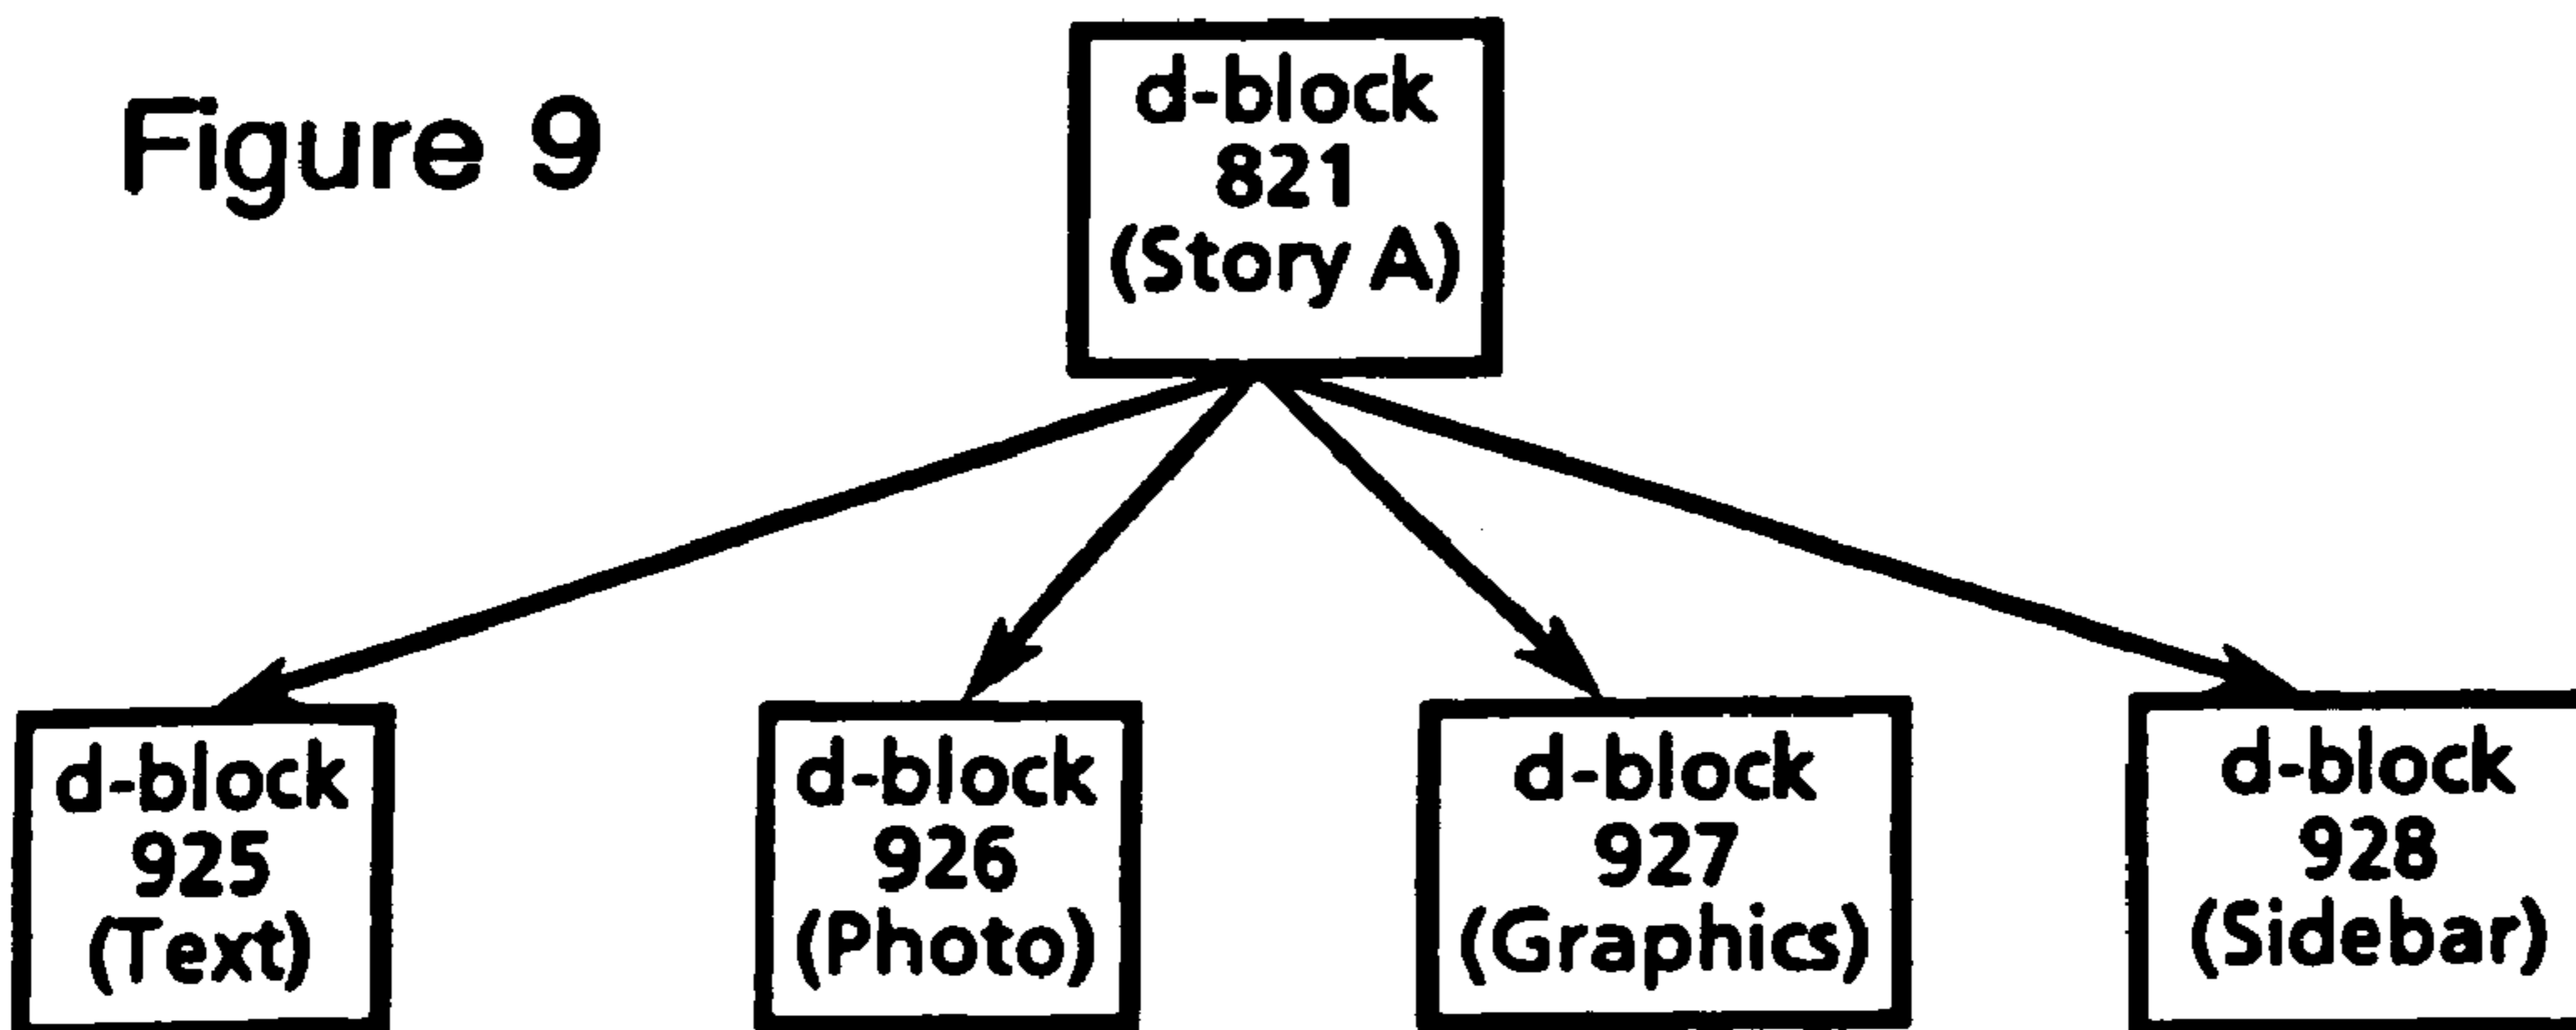 Figure 9
d-block
821
(Story A)
d-block
925
(Text)
d-block
926
(Photo)
d-block
927
(Graphics)
d-block
928
(Sidebar)